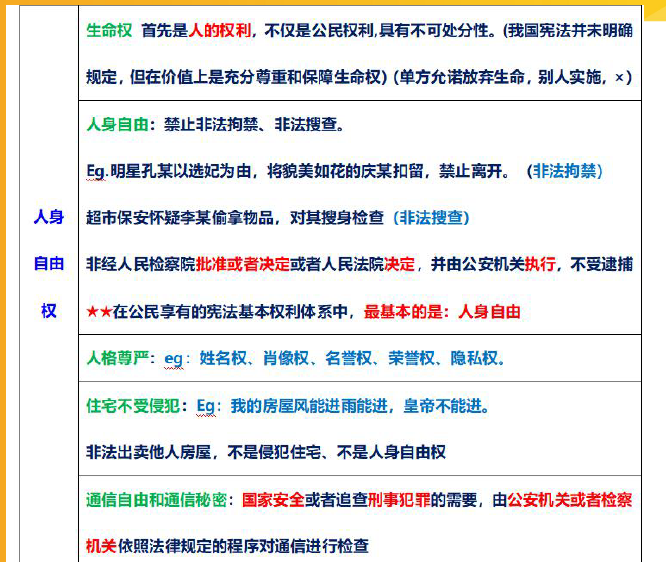 生命权 首先是人的权利，不仅是公民权利,具有不可处分性。(我国宪法并未明确
规定，但在价值上是充分尊重和保障生命权）（单方允诺放弃生命，别人实施，×）
人身自由：禁止非法拘禁、非法搜查。
Eg.明星孔某以选妃为由，将貌美如花的庆某扣留，禁止离开。（非法拘禁）
人身
超市保安怀疑李某偷拿物品，对其搜身检查（非法搜查）
自由
非经人民检察院批准或者决定或者人民法院决定，并由公安机关执行，不受逮捕
权
★★在公民享有的宪法基本权利体系中，最基本的是：人身自由
人格尊严：eg：姓名权、肖像权、名誉权、荣誉权、隐私权。
住宅不受侵犯：Eg：我的房屋风能进雨能进，皇帝不能进。
非法出卖他人房屋，不是侵犯住宅、不是人身自由权
通信自由和通信秘密：国家安全或者追查刑事犯罪的需要，由公安机关或者检察
机关依照法律规定的程序对通信进行检查